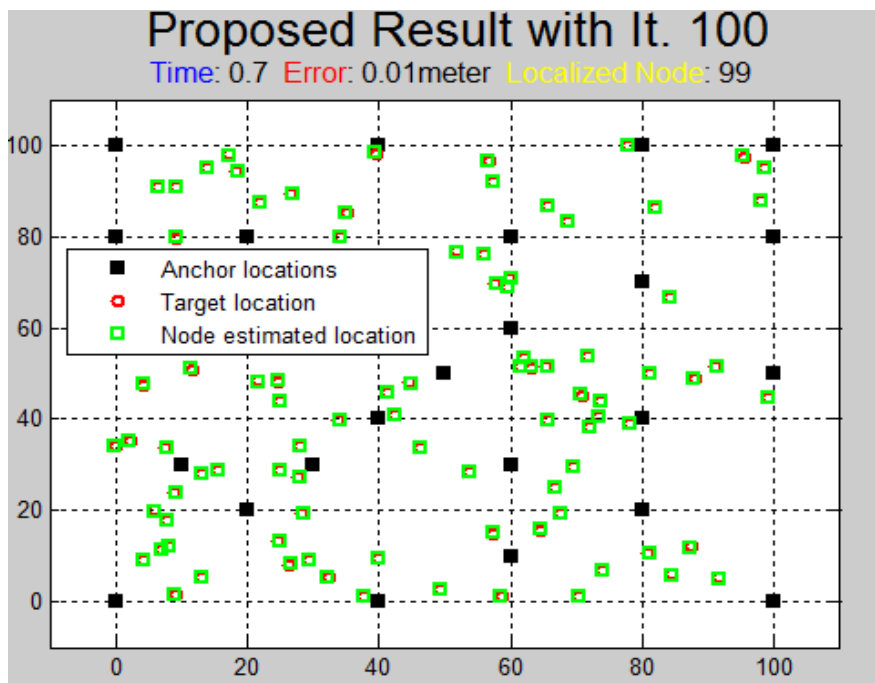 Proposed Result with It. 100
Time: 0.7 Error: 0.01meter Localized Node: 99
100
80
Anchor locations
Target location
60
Node estimated location
40
20
0
0 20 40 60 80 100